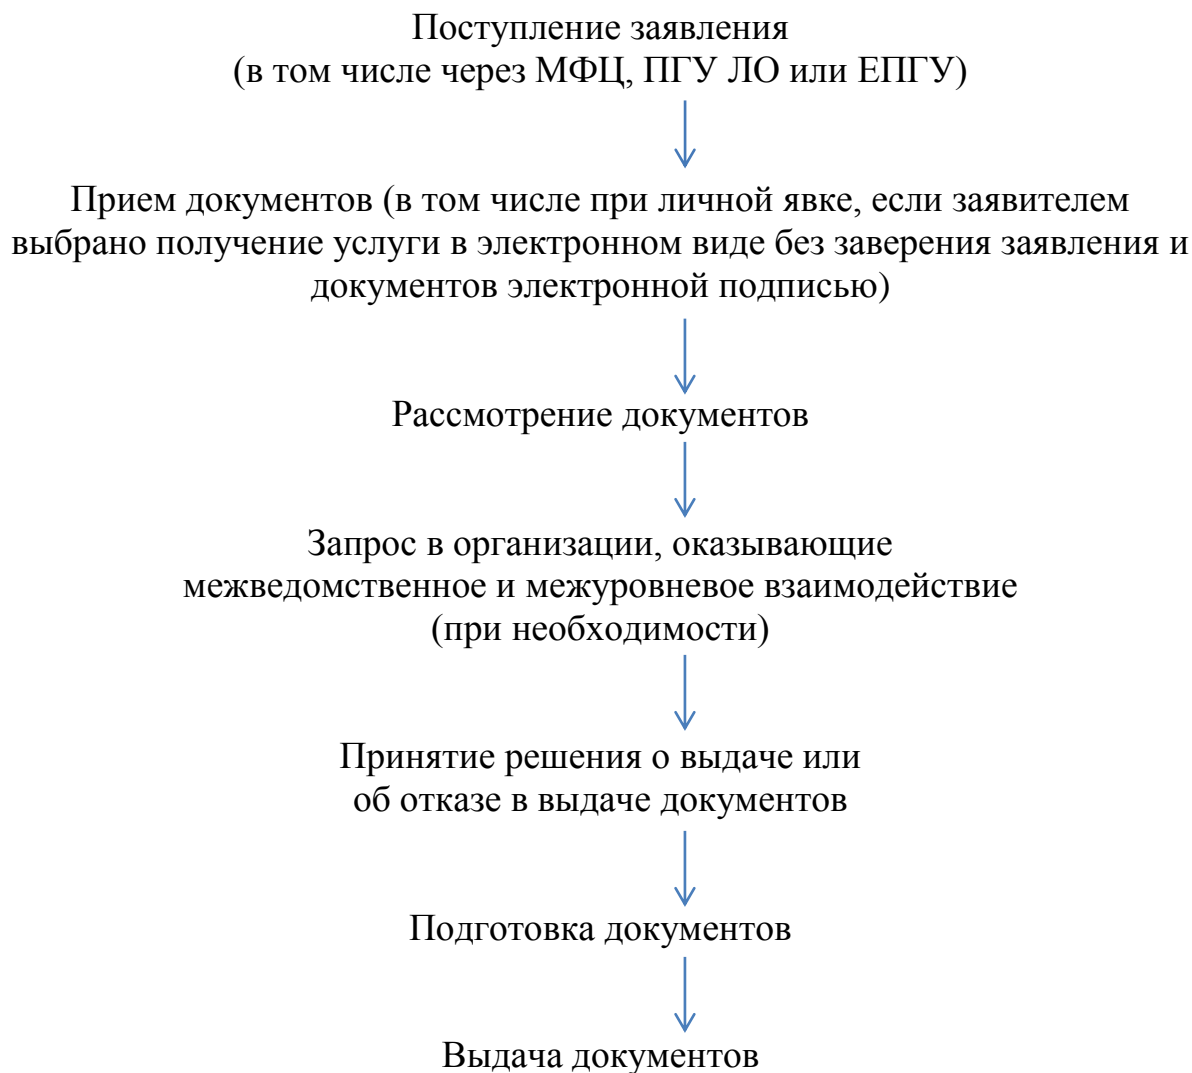 Поступление заявления
(в том числе через МФЦ, ПГУ ЛО или ЕПГУ)
Прием документов (в том числе при личной явке, если заявителем
выбрано получение услуги в электронном виде без заверения заявления и
документов электронной подписью)
Рассмотрение документов
Запрос в организации, оказывающие
межведомственное и межуровневое взаимодействие
(при необходимости)
Принятие решения о выдаче или
об отказе в выдаче документов
Подготовка документов
Выдача документов